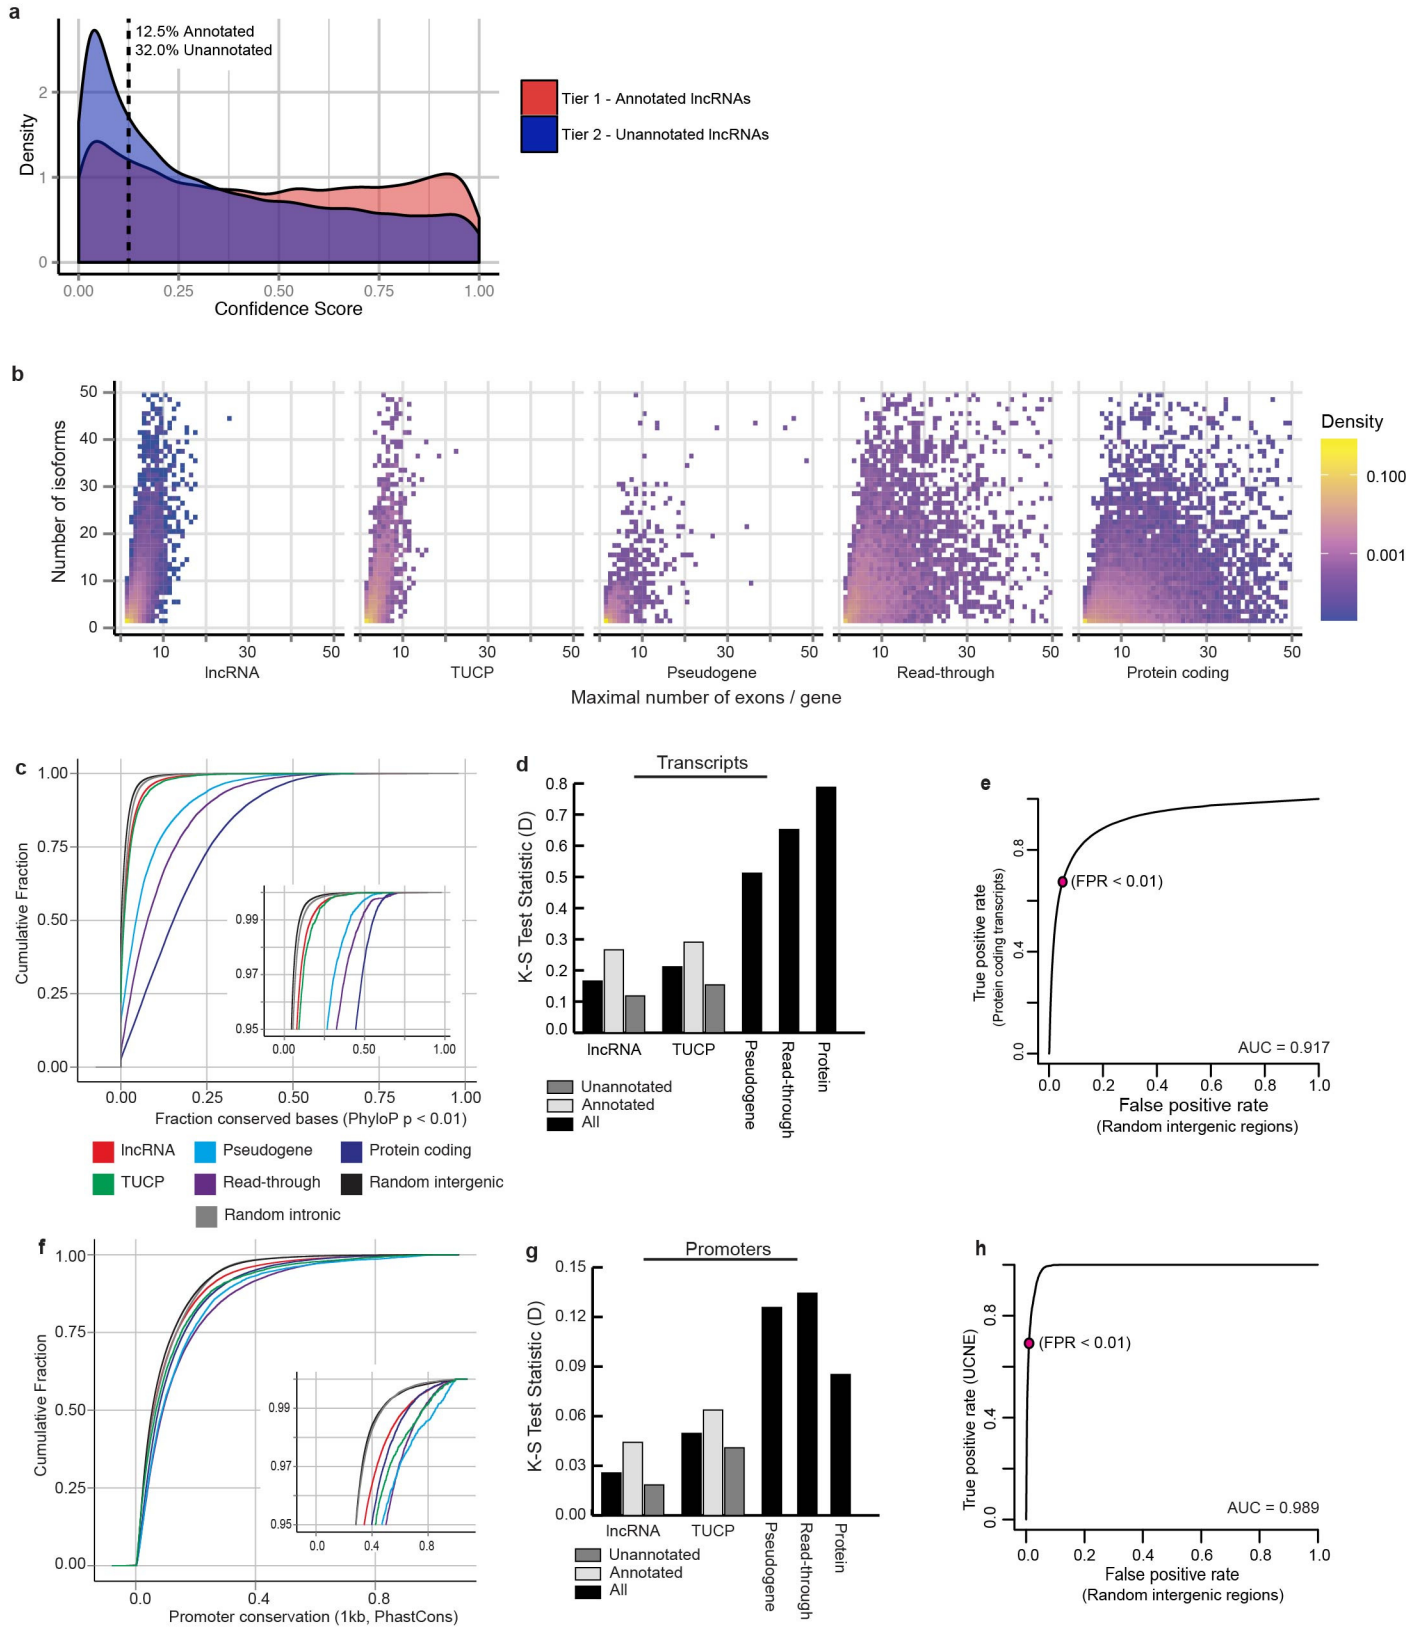 a
12.5% Annotated
32.0% Unannotated
2
1
0
Density
0.00 0.25 0.50 0.75 1.00
Confidence Score
Tier 1 - Annotated lncRNAs
Tier 2 - Unannotated lncRNAs
b
50
40
30
20
10
0
Number of isoforms
10 30 50 10 30 50 10 30 50 10 30 50 10 30 50
lncRNA TUCP Pseudogene Read-through Protein coding
Maximal number of exons / gene
Density
0.100
0.001
c
1.00
0.75
0.50
0.25
0.00
Cumulative Fraction
0.99
0.97
0.95
0.00 0.50 1.00
0.00 0.25 0.50 0.75 1.00
Fraction conserved bases (PhyloP p < 0.01)
lncRNA Pseudogene Protein coding
TUCP Read-through Random intergenic
Random intronic
d
Transcripts
0.8
0.7
0.6
0.5
0.4
0.3
0.2
0.1
0.0
K-S Test Statistic (D)
lncRNA TUCP Pseudogene Read-through Protein
Unannotated
Annotated
All
e
0.8
0.4
0.0
True positive rate
(Protein coding transcripts)
(FPR < 0.01)
AUC = 0.917
0.0 0.2 0.4 0.6 0.8 1.0
False positive rate
(Random intergenic regions)
f
1.00
0.75
0.50
0.25
0.00
Cumulative Fraction
0.99
0.97
0.95
0.0 0.4 0.8
0.0 0.4 0.8
Promoter conservation (1kb, PhastCons)
g
Promoters
0.15
0.12
0.09
0.06
0.03
0.00
K-S Test Statistic (D)
lncRNA TUCP Pseudogene Read-through Protein
Unannotated
Annotated
All
h
0.8
0.4
0.0
True positive rate (UCNE)
(FPR < 0.01)
AUC = 0.989
0.0 0.2 0.4 0.6 0.8 1.0
False positive rate
(Random intergenic regions)